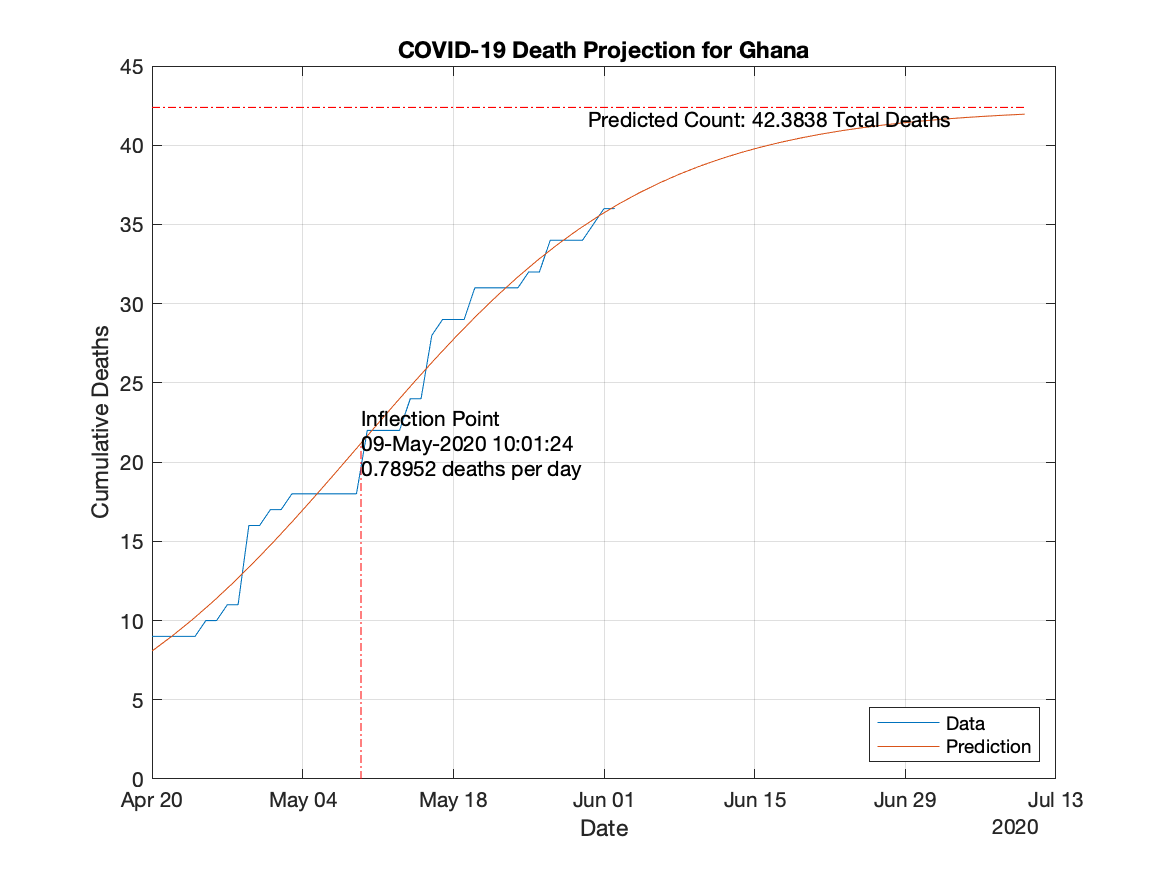 COVID-19 Death Projection for Ghana
45
40
35
30
25
20
15
10
5
0
Cumulative Deaths
Predicted Count: 42.3838 Total Deaths
Inflection Point
09-May-2020 10:01:24
0.78952 deaths per day
Data
Prediction
Apr 20
May 04
May 18
Jun 01
Jun 15
Jun 29
Jul 13
Date
2020